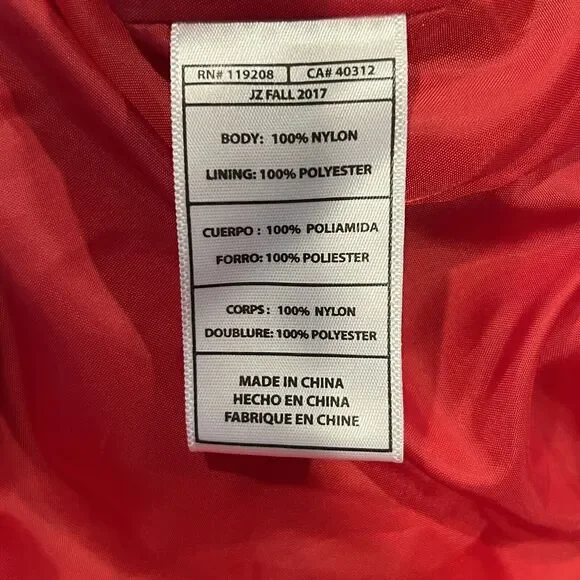 RN# 119208 CA# 40312
JZ FALL 2017
BODY: 100% NYLON
LINING: 100% POLYESTER
CUERPO : 100% POLIAMIDA
FORRO: 100% POLIESTER
CORPS: 100% NYLON
DOUBLURE: 100% POLYESTER
MADE IN CHINA
HECHO EN CHINA
FABRIQUE EN CHINE